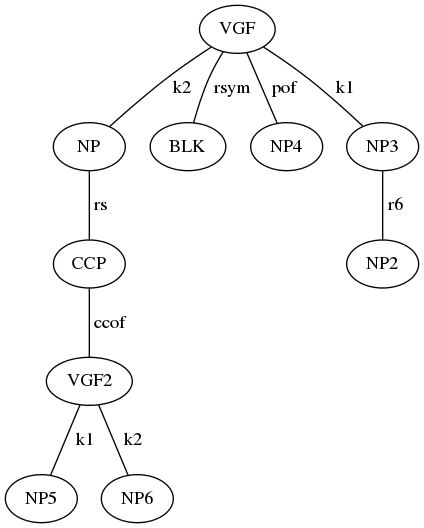 VGF
k2 rsym pof k1
NP BLK NP4 NP3
rs r6
CCP NP2
ccof
VGF2
k1 k2
NP5 NP6